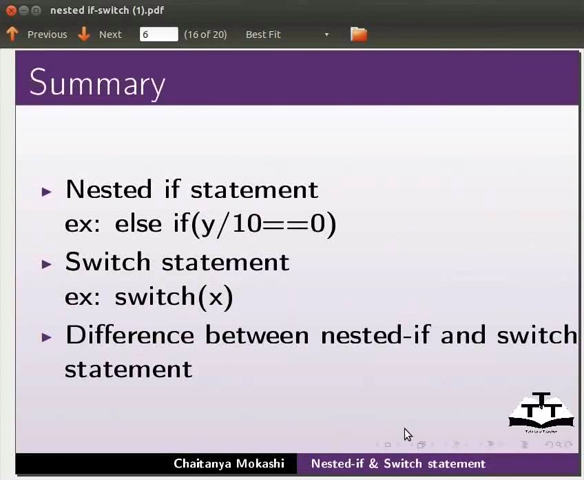 nested if-switch (1).pdf
Previous Next 6 (16 of 20) Best Fit
Summary
Nested if statement
ex: else if(y/10==0)
Switch statement
ex: switch(x)
Difference between nested-if and switch
statement
TTT
Chaitanya Mokashi Nested-if & Switch statement